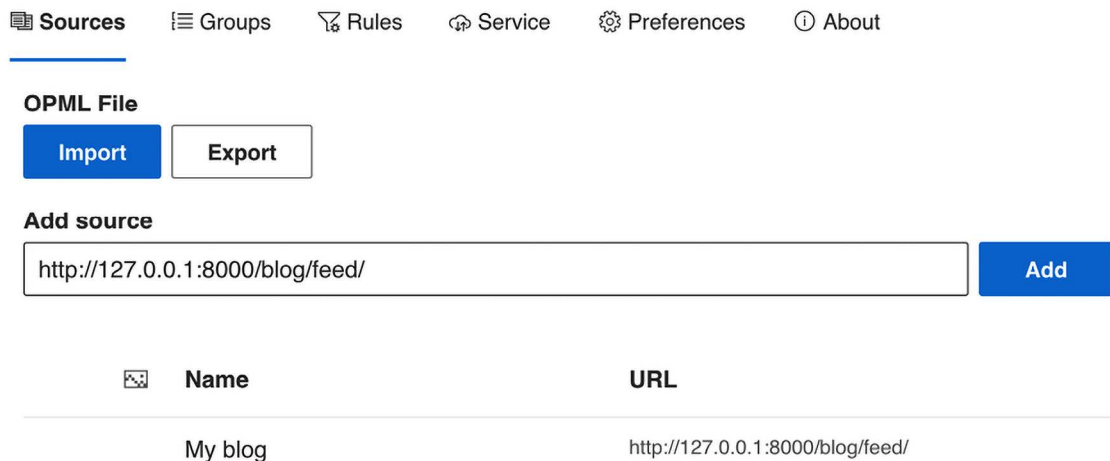 Sources Groups Rules Service Preferences About
OPML File
Import Export
Add source
http://127.0.0.1:8000/blog/feed/ Add
Name URL
My blog http://127.0.0.1:8000/blog/feed/